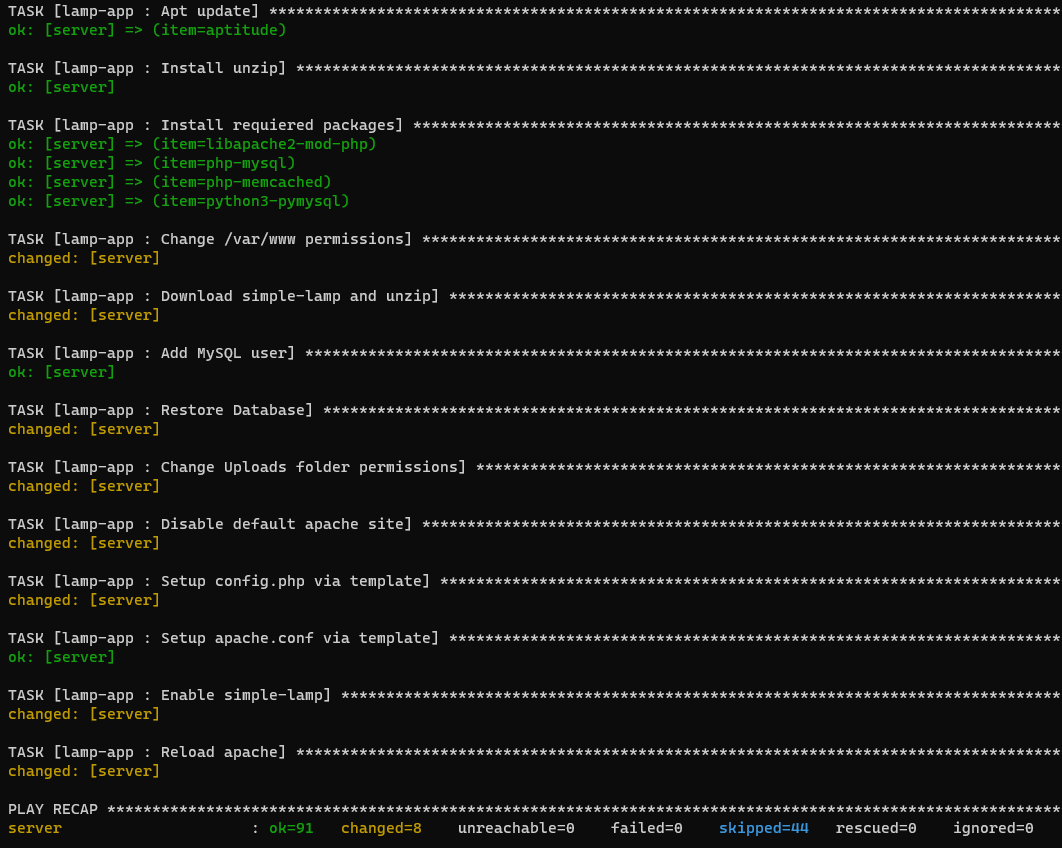 TASK [lamp-app : Apt update] ****************************************************************************************
ok: [server] => (item=aptitude)

TASK [lamp-app : Install unzip] *************************************************************************************
ok: [server]

TASK [lamp-app : Install requiered packages] ************************************************************************
ok: [server] => (item=libapache2-mod-php)
ok: [server] => (item=php-mysql)
ok: [server] => (item=php-memcached)
ok: [server] => (item=python3-pymysql)

TASK [lamp-app : Change /var/www permissions] ***********************************************************************
changed: [server]

TASK [lamp-app : Download simple-lamp and unzip] ********************************************************************
changed: [server]

TASK [lamp-app : Add MySQL user] ************************************************************************************
ok: [server]

TASK [lamp-app : Restore Database] **********************************************************************************
changed: [server]

TASK [lamp-app : Change Uploads folder permissions] *****************************************************************
changed: [server]

TASK [lamp-app : Disable default apache site] ***********************************************************************
changed: [server]

TASK [lamp-app : Setup config.php via template] *********************************************************************
changed: [server]

TASK [lamp-app : Setup apache.conf via template] ********************************************************************
ok: [server]

TASK [lamp-app : Enable simple-lamp] ********************************************************************************
changed: [server]

TASK [lamp-app : Reload apache] *************************************************************************************
changed: [server]

PLAY RECAP **********************************************************************************************************
server                     : ok=91   changed=8    unreachable=0    failed=0    skipped=44   rescued=0    ignored=0